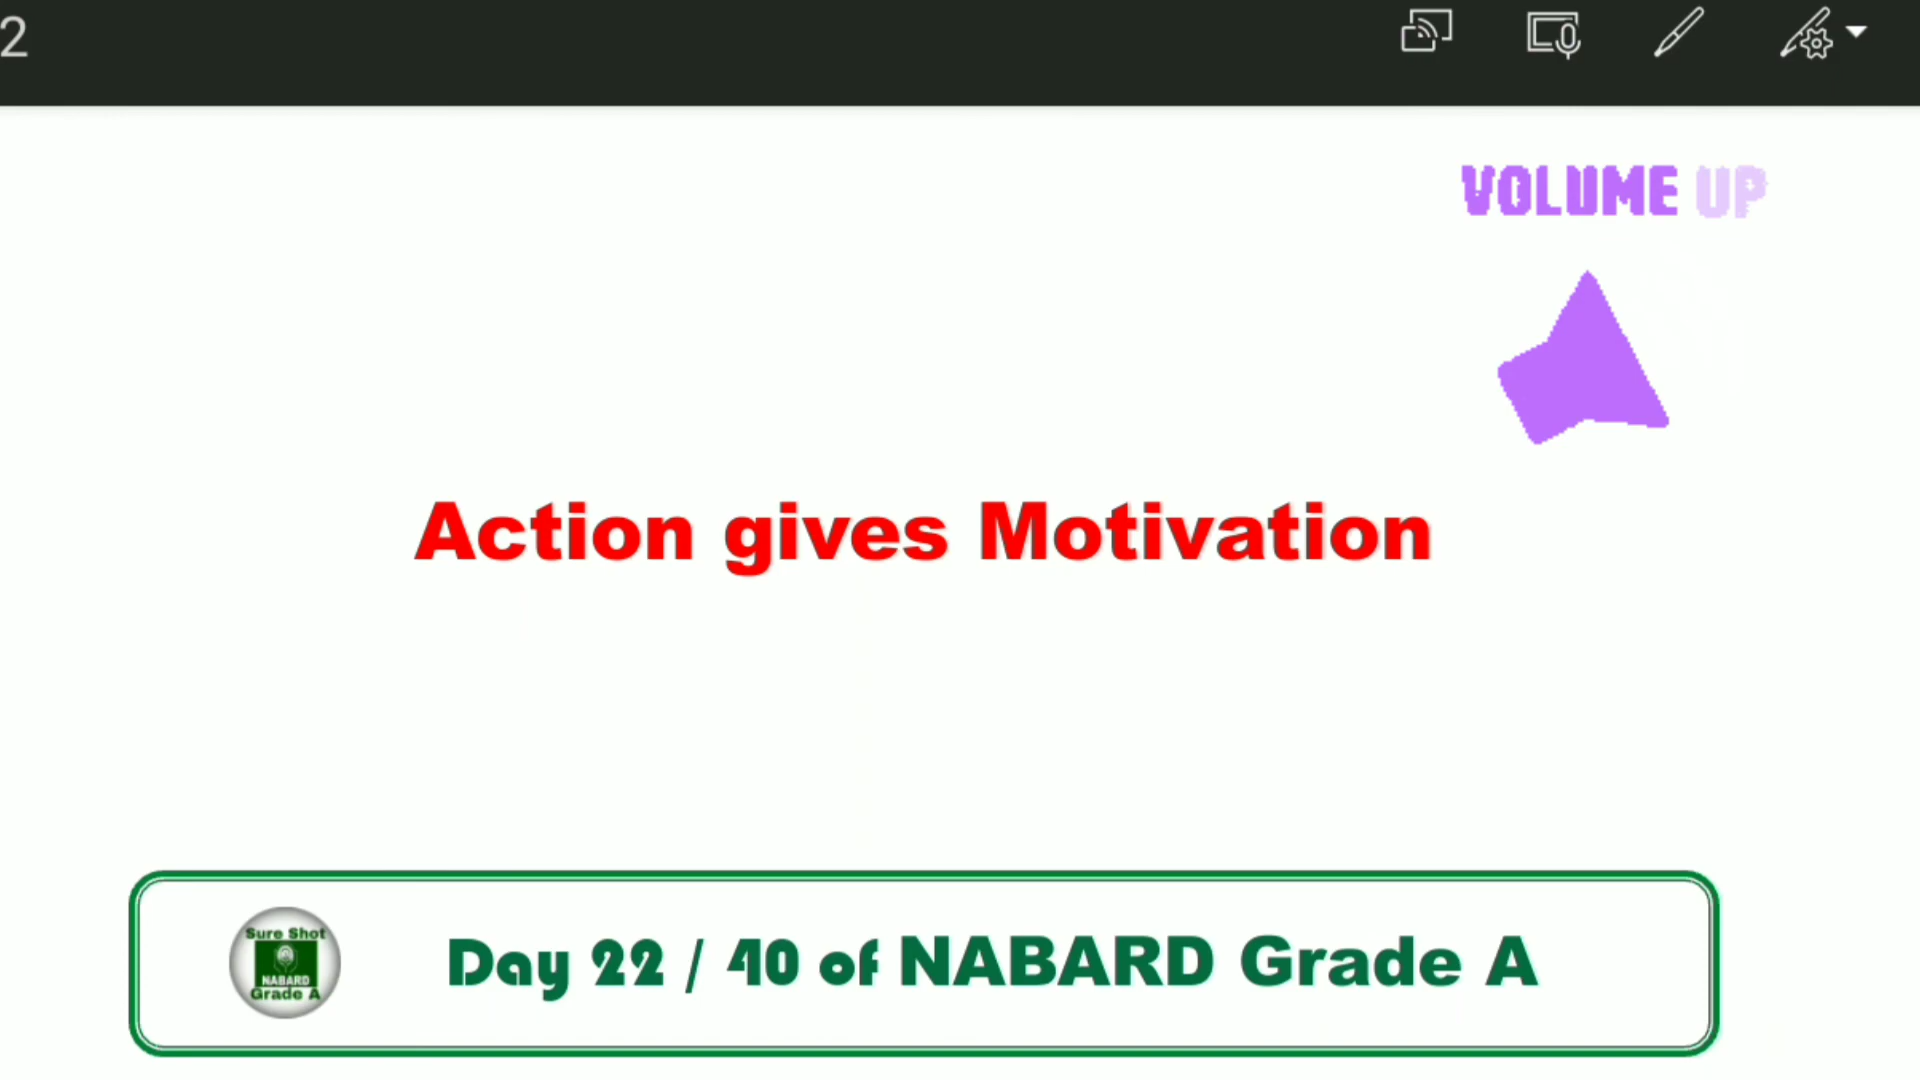 2
VOLUME UP
Action gives Motivation
Sure Shot
NABARD
Grade A
Day 22 / 40 of NABARD Grade A